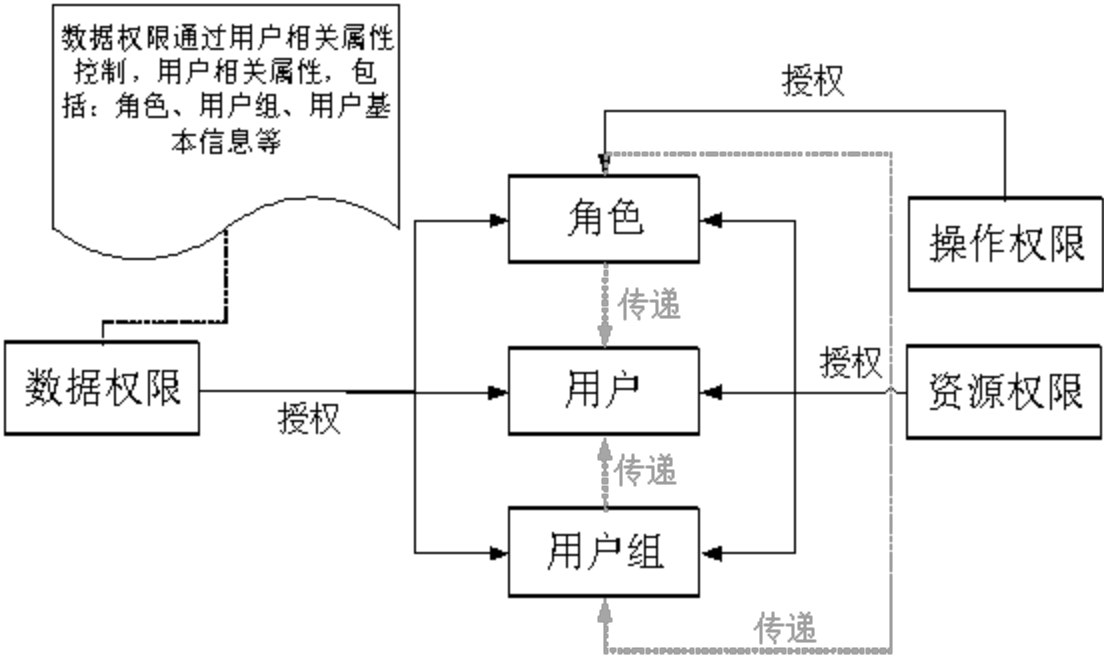 数据权限通过用户相关属性
控制，用户相关属性，包
括：角色、用户组、用户基
本信息等
授权
角色
操作权限
传递
数据权限
授权
用户
授权
资源权限
传递
用户组
传递